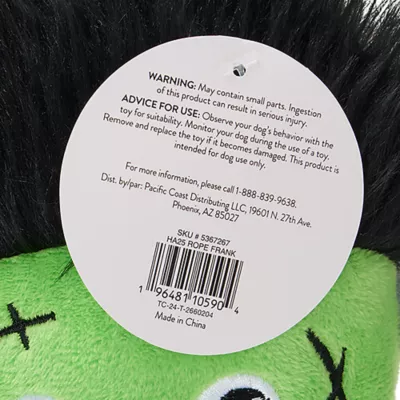 WARNING: May contain small parts. Ingestion
of this product can result in serious injury.
ADVICE FOR USE: Observe your dog's behavior with the
toy for suitability. Monitor your dog during the use of a toy.
Remove and replace the toy if it becomes damaged. This product is
intended for dog use only.
For more information, please call 1-888-839-9638.
Dist. by/par: Pacific Coast Distributing LLC, 19601 N. 27th Ave.
Phoenix, AZ 85027
SKU # 5367267
HA25 ROPE FRANK
1 96481 10590 4
TC-24-T-2660204
Made in China